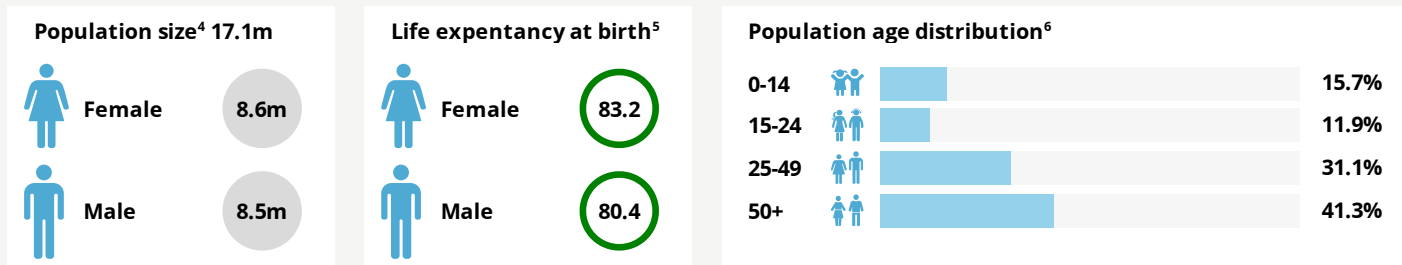 Population size⁴ 17.1m
Female 8.6m
Male 8.5m
Life expentancy at birth⁵
Female 83.2
Male 80.4
Population age distribution⁶
0-14 15.7%
15-24 11.9%
25-49 31.1%
50+ 41.3%